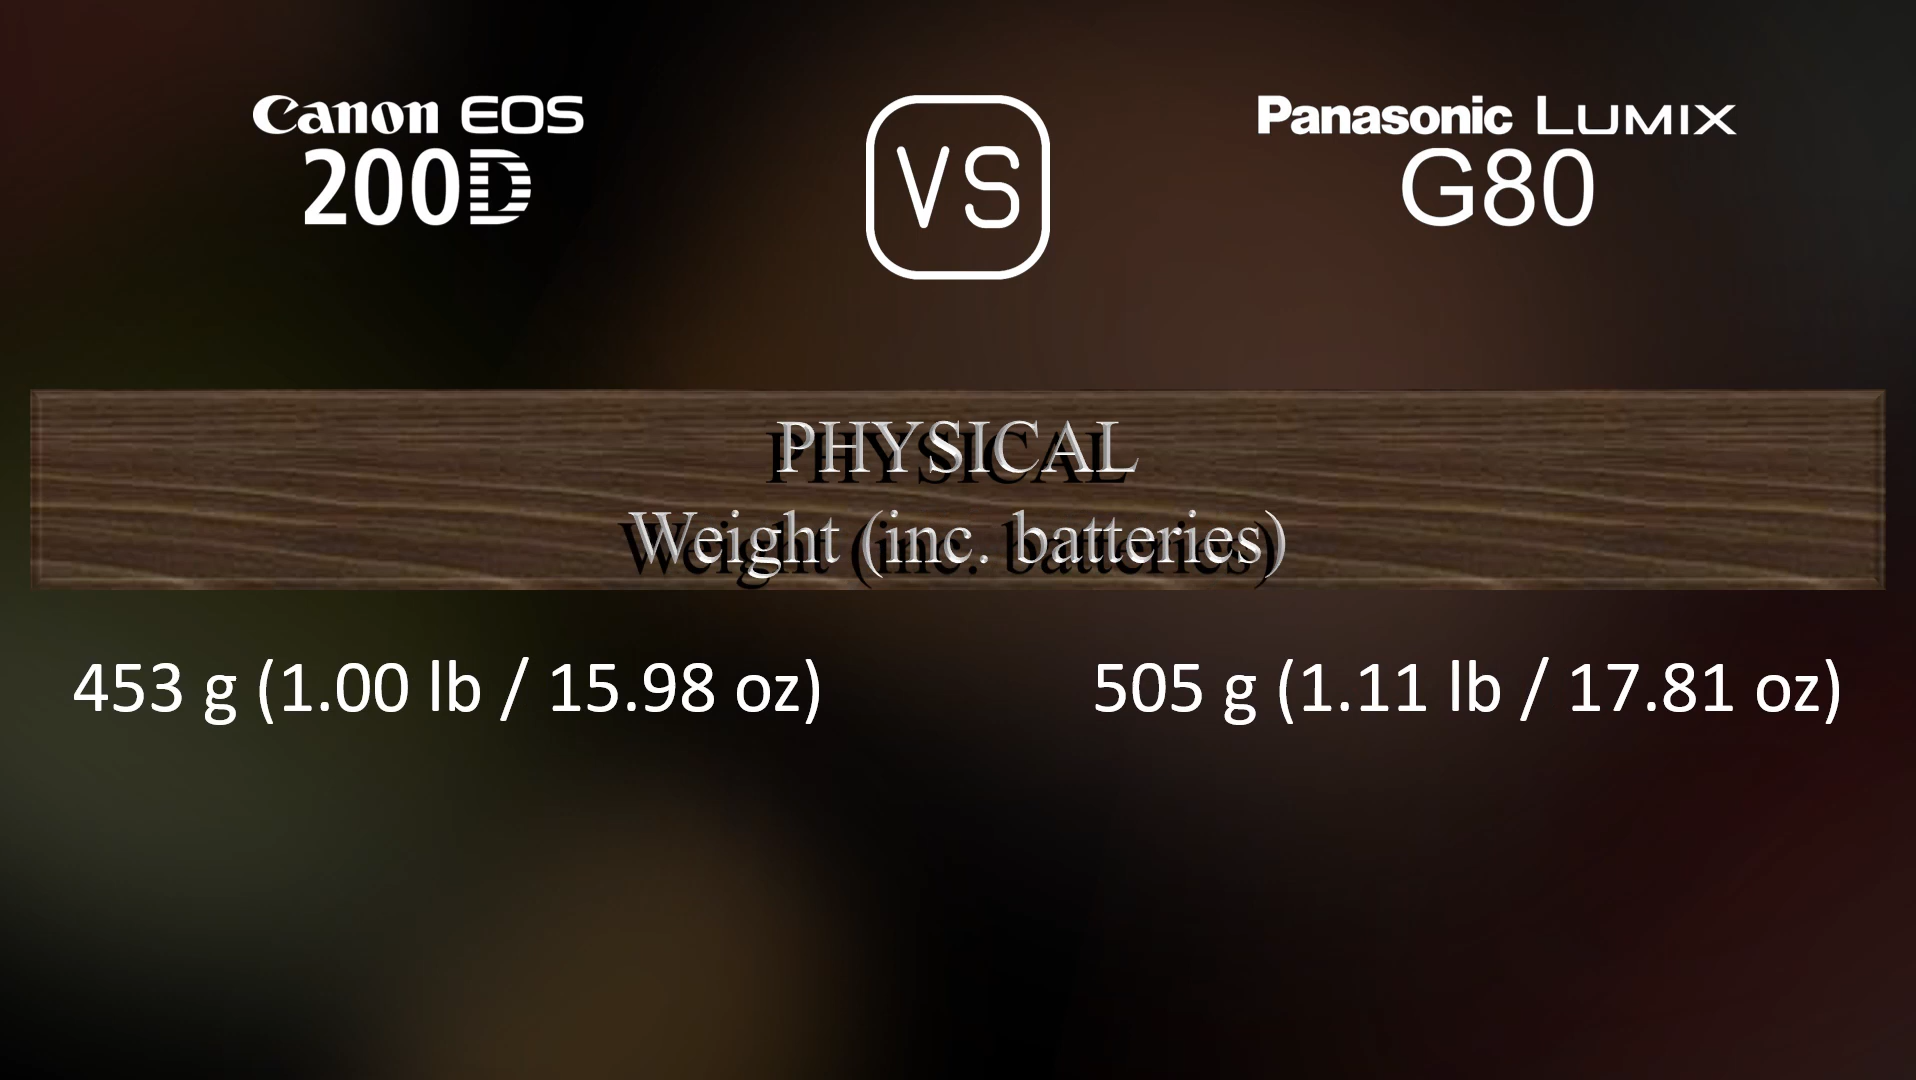 Canon EOS
200D
VS
Panasonic LUMIX
G80
PHYSICAL
Weight (inc. batteries)
453 g (1.00 lb / 15.98 oz)
505 g (1.11 lb / 17.81 oz)